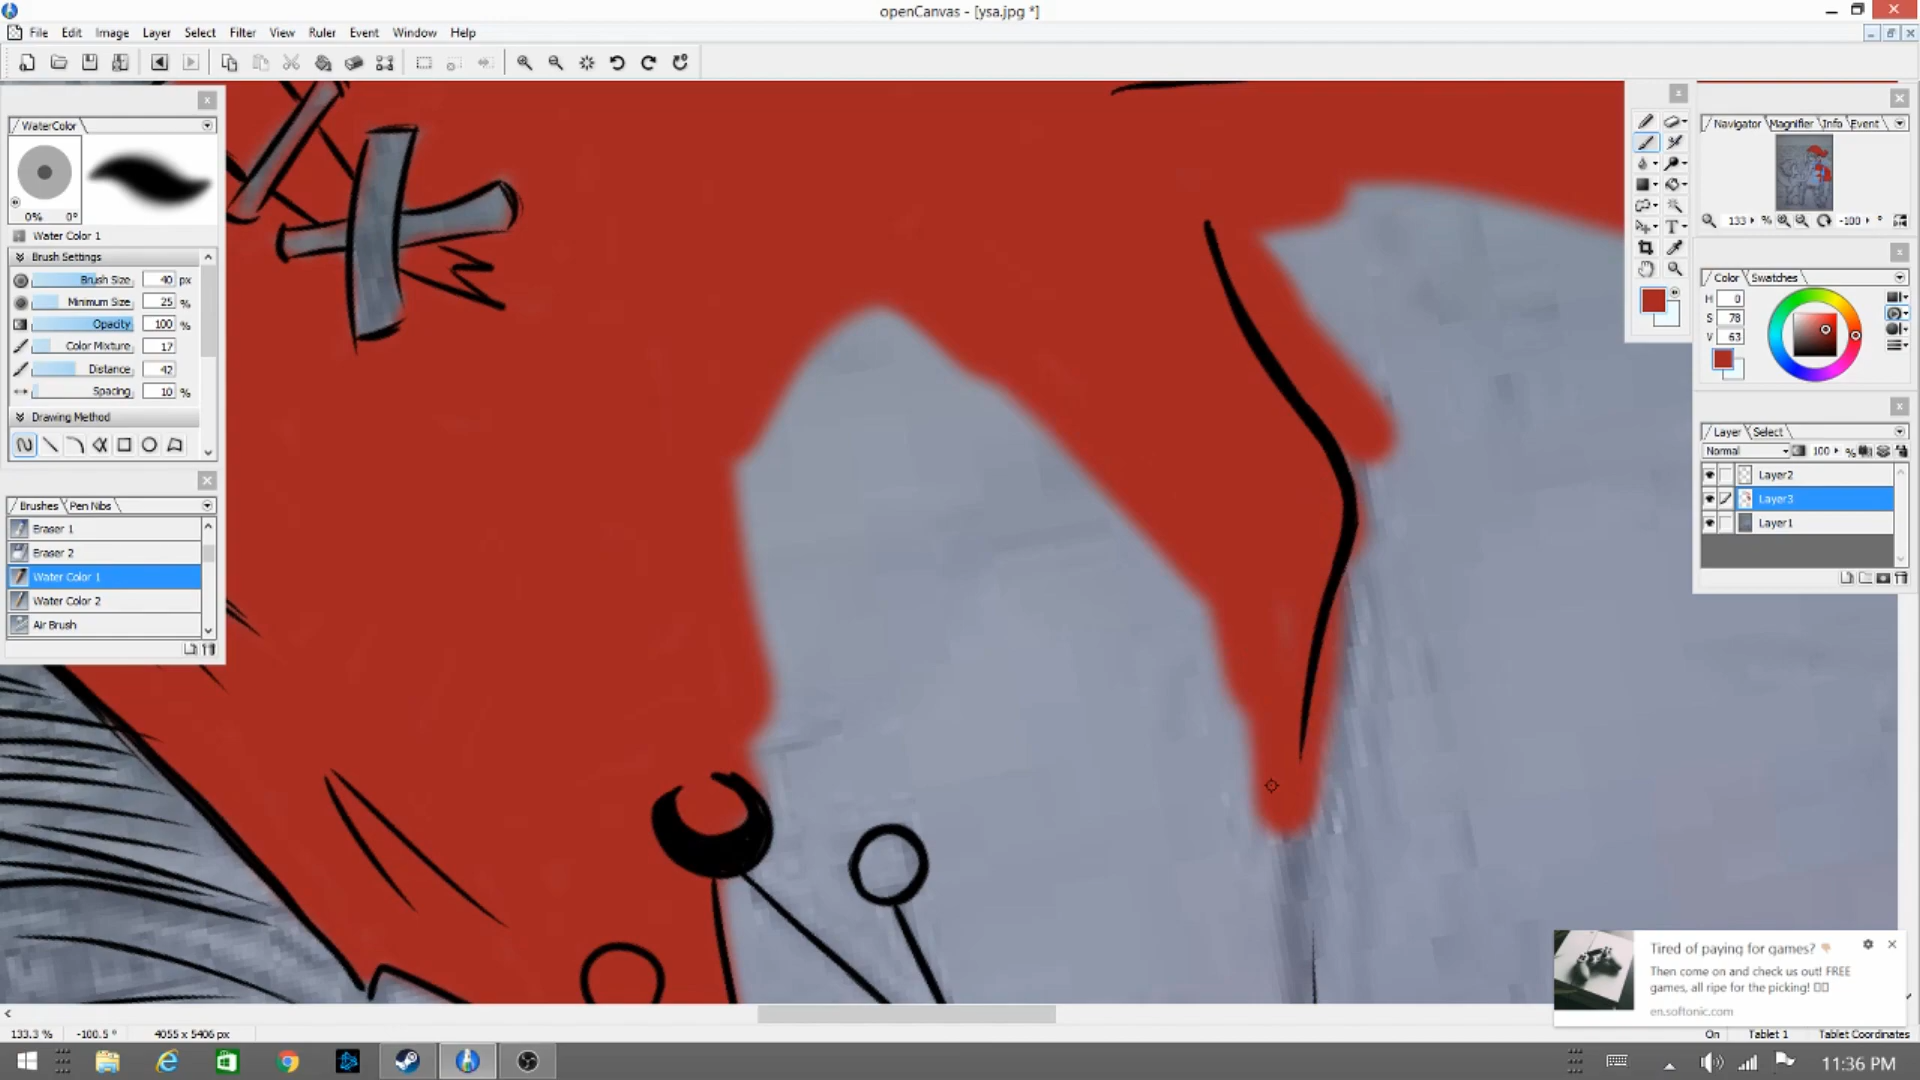 openCanvas - [ysa.jpg *]
File Edit Image Layer Select Filter View Ruler Event Window Help
WaterColor
0% 0°
Water Color 1
Brush Settings
Brush Size 40 px
Minimum Size 25 %
Opacity 100 %
Color Mixture 17
Distance 42
Spacing 10 %
Drawing Method
Brushes Pen Nibs
Eraser 1
Eraser 2
Water Color 1
Water Color 2
Air Brush
Navigator Magnifier Info Event
133 % -100 °
Color Swatches
H 0
S 78
V 63
Layer Select
Normal 100 %
Layer2
Layer3
Layer1
Tired of paying for games?
Then come on and check us out! FREE
games, all ripe for the picking!
en.softonic.com
133.3 % -100.5 ° 4055 x 5406 px On Tablet 1 Tablet Coordinates
11:36 PM